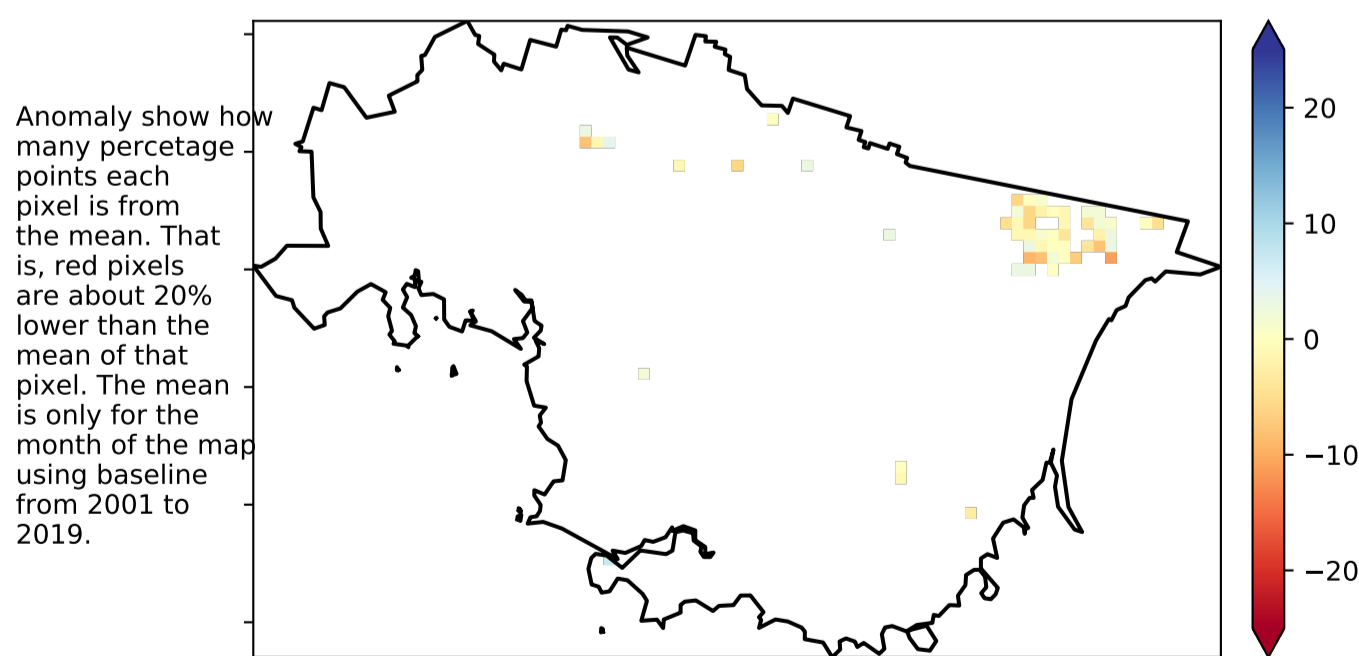 Anomaly show how
many percetage
points each
pixel is from
the mean. That
is, red pixels
are about 20%
lower than the
mean of that
pixel. The mean
is only for the
month of the map
using baseline
from 2001 to
2019.
20
10
0
−10
−20